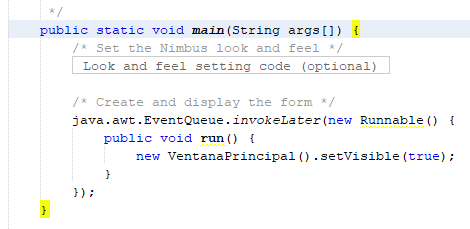 */
public static void main(String args[]) {
/* Set the Nimbus look and feel */
Look and feel setting code (optional)
/* Create and display the form */
java.awt.EventQueue.invokeLater(new Runnable() {
public void run() {
new VentanaPrincipal().setVisible(true);
}
});
}